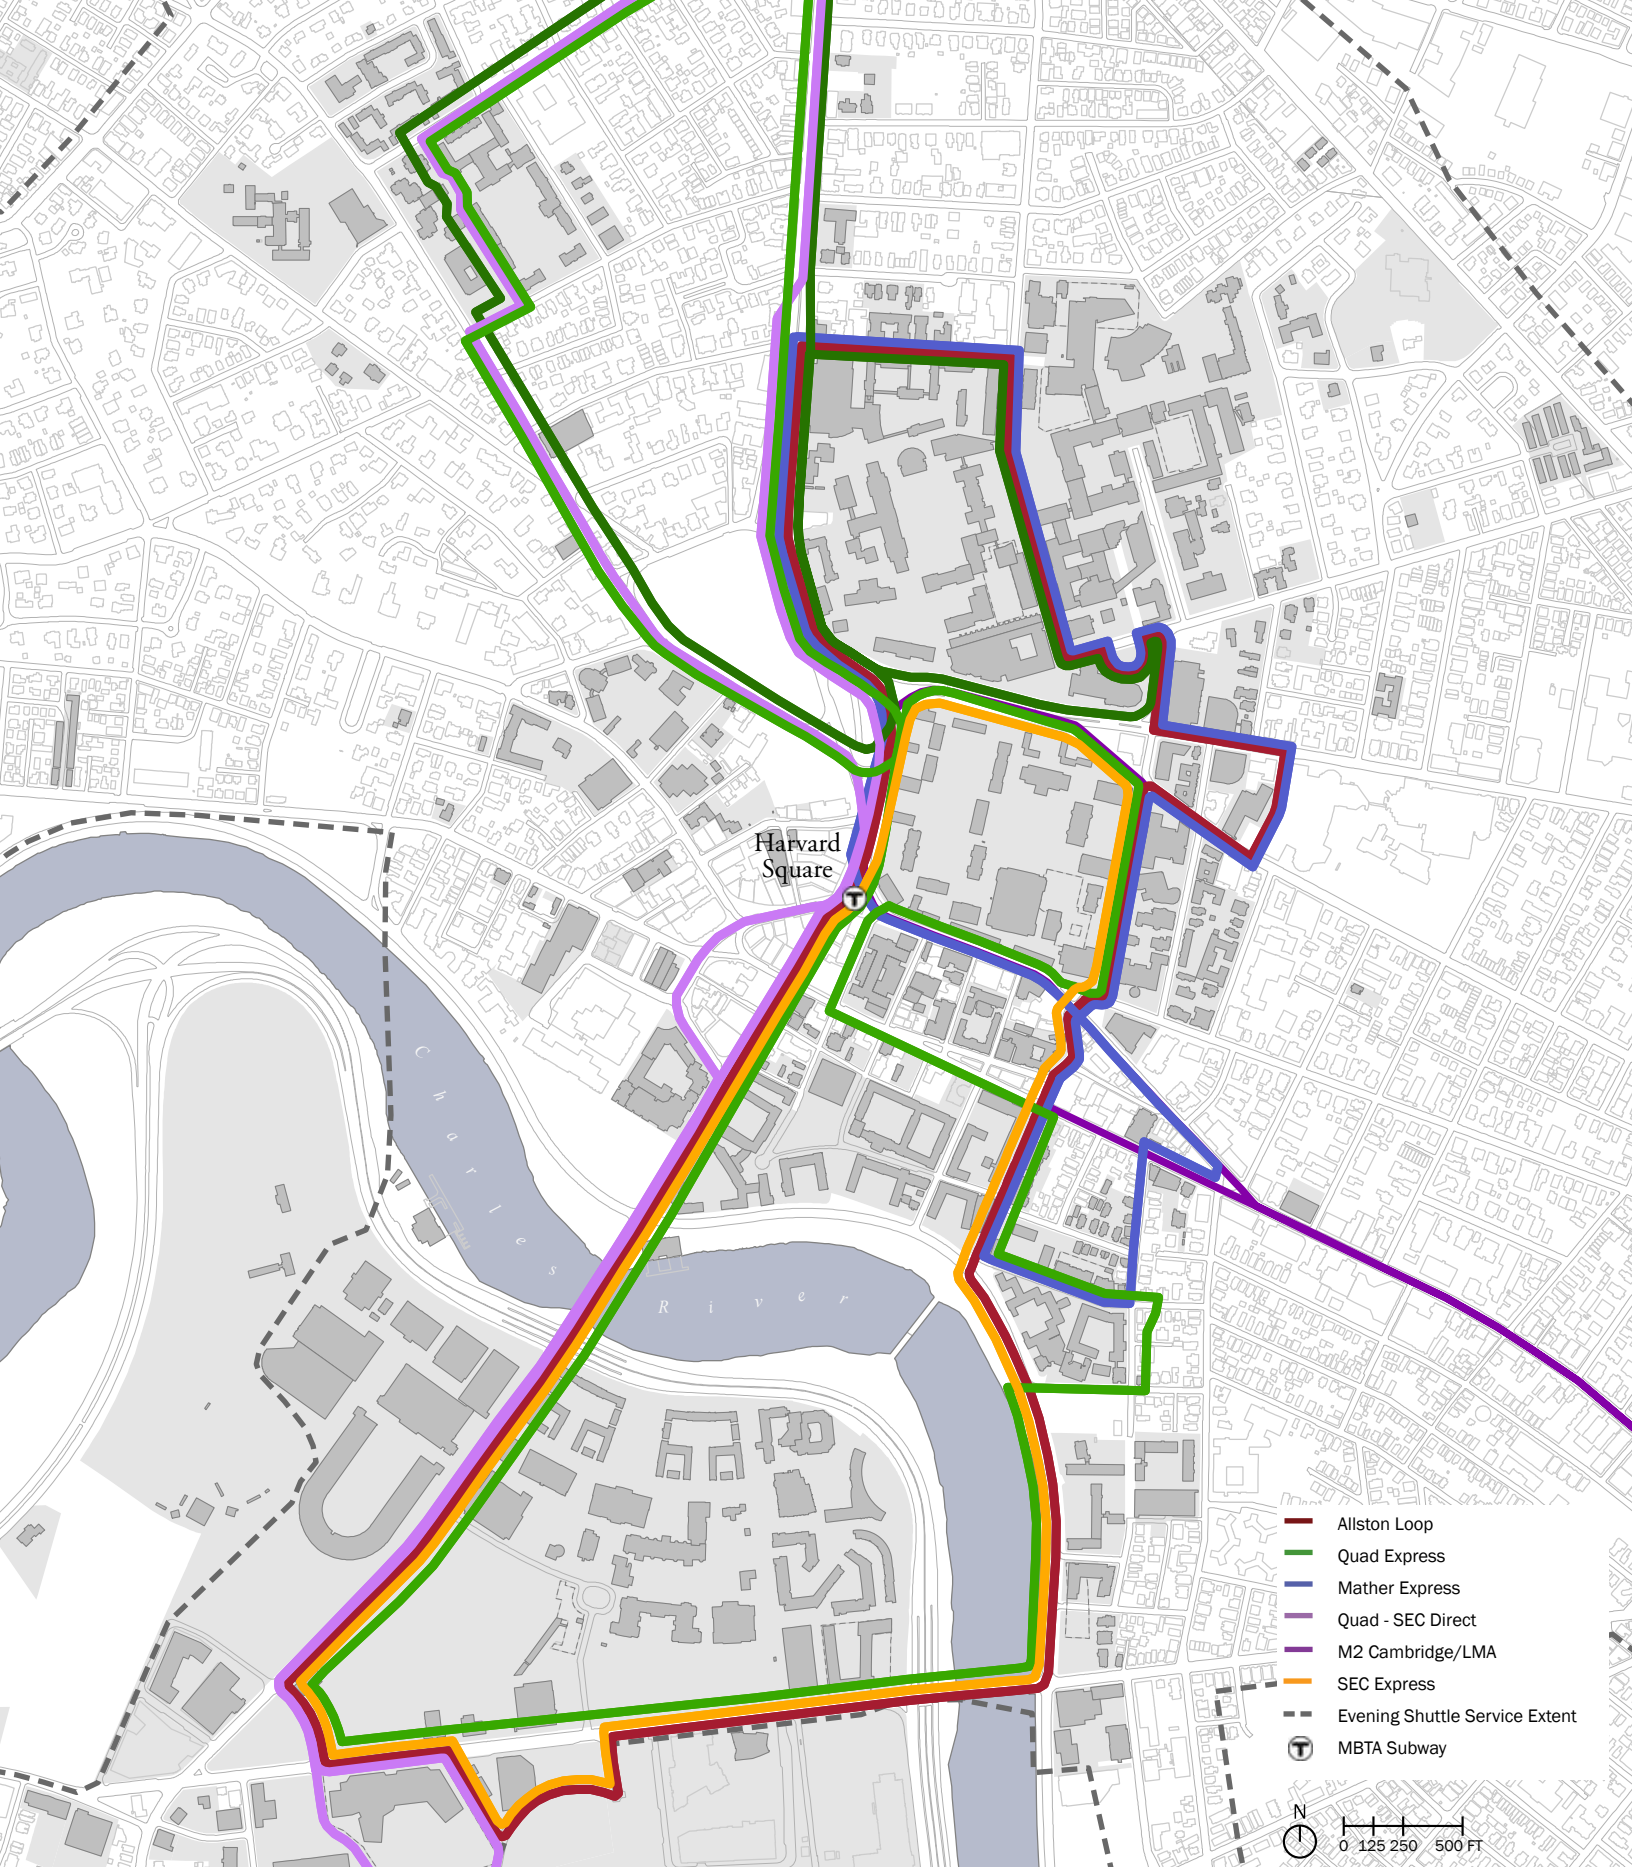 Harvard
Square
T
Charles
River
Allston Loop
Quad Express
Mather Express
Quad - SEC Direct
M2 Cambridge/LMA
SEC Express
Evening Shuttle Service Extent
T
MBTA Subway
N
0 125 250 500 FT